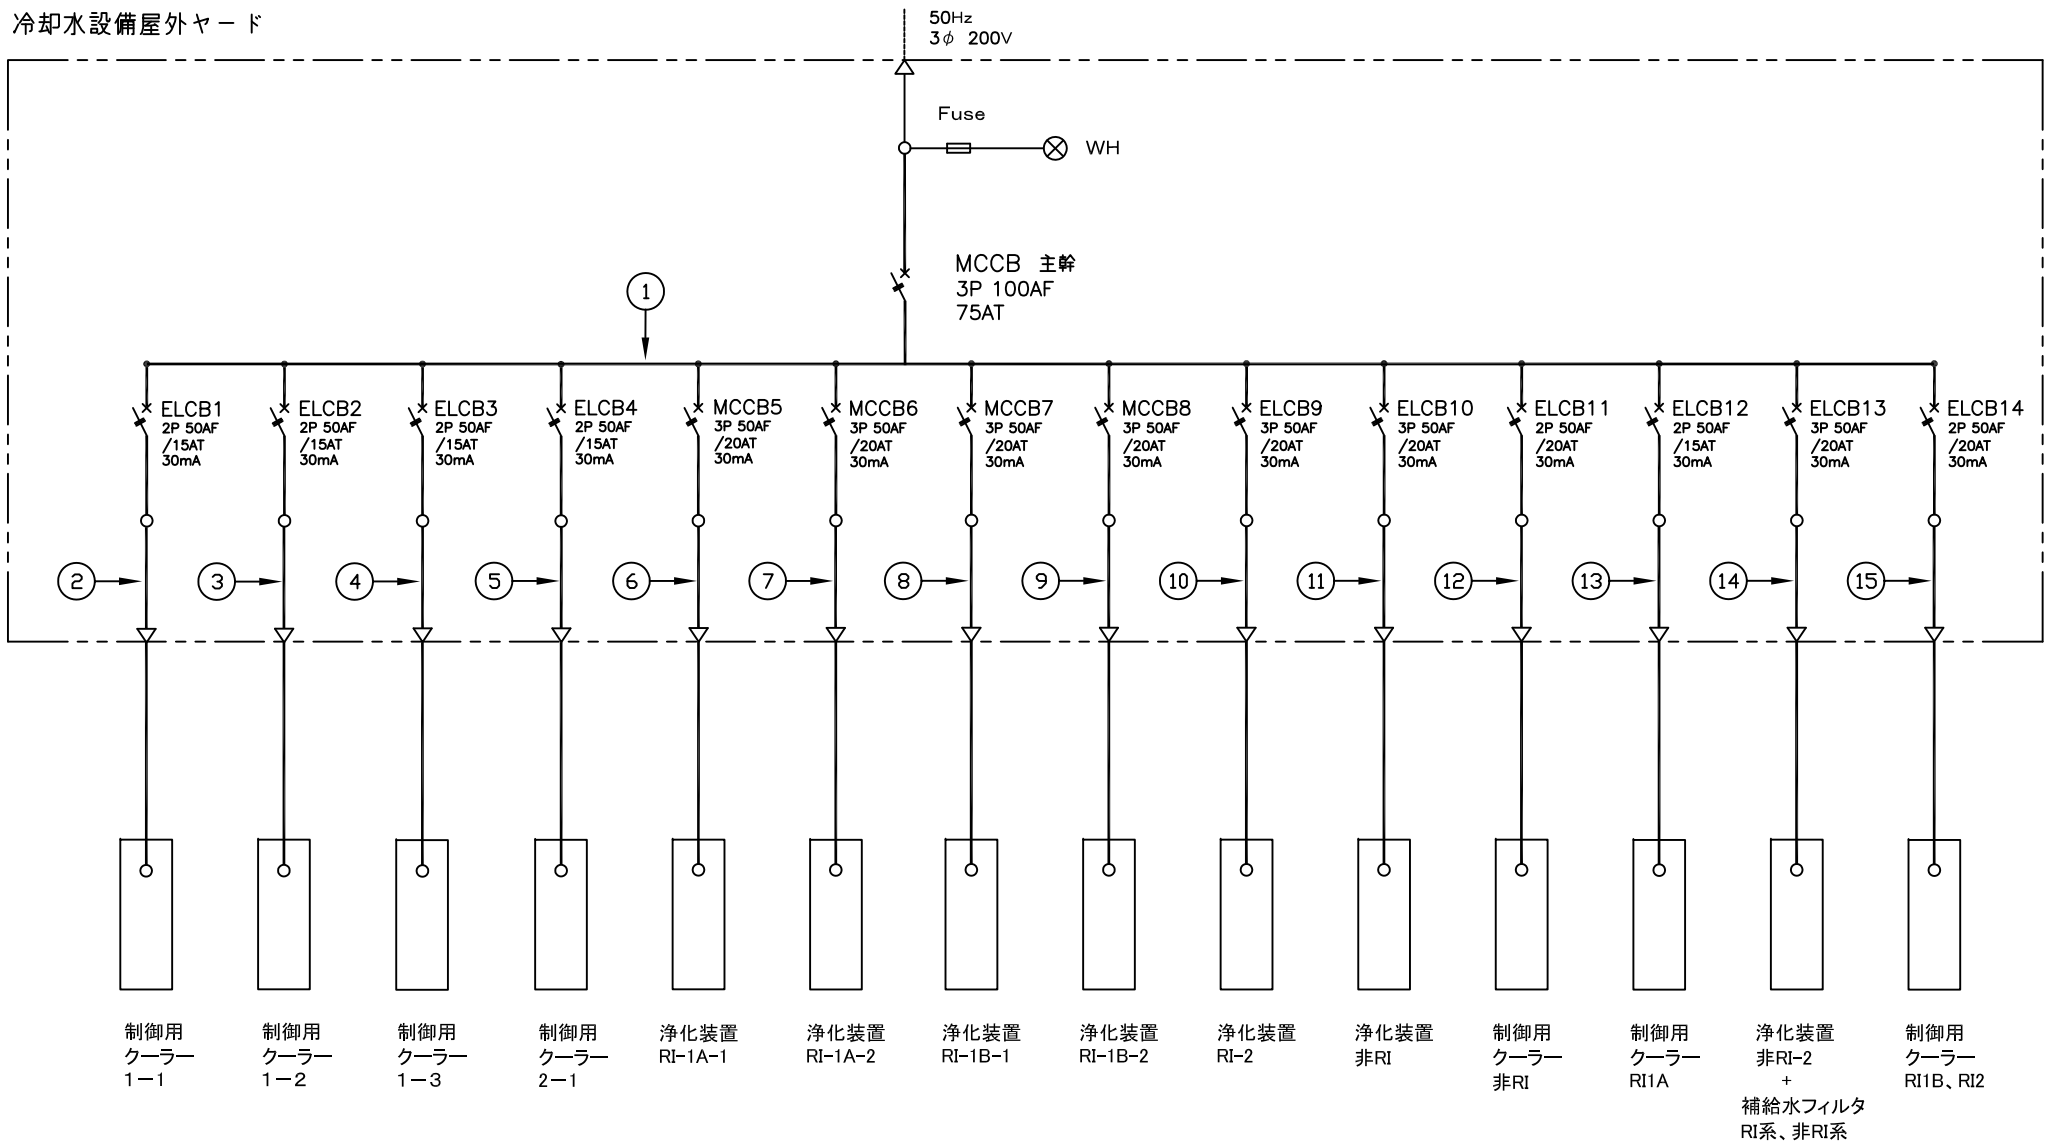 冷却水設備屋外ヤード
50Hz
3φ 200V
Fuse
WH
MCCB 主幹
3P 100AF
75AT
1
ELCB1
2P 50AF
/15AT
30mA
ELCB2
2P 50AF
/15AT
30mA
ELCB3
2P 50AF
/15AT
30mA
ELCB4
2P 50AF
/15AT
30mA
MCCB5
3P 50AF
/20AT
30mA
MCCB6
3P 50AF
/20AT
30mA
MCCB7
3P 50AF
/20AT
30mA
MCCB8
3P 50AF
/20AT
30mA
ELCB9
3P 50AF
/20AT
30mA
ELCB10
3P 50AF
/20AT
30mA
ELCB11
2P 50AF
/20AT
30mA
ELCB12
2P 50AF
/15AT
30mA
ELCB13
3P 50AF
/20AT
30mA
ELCB14
2P 50AF
/20AT
30mA
2
3
4
5
6
7
8
9
10
11
12
13
14
15
制御用
クーラー
1ー1
制御用
クーラー
1ー2
制御用
クーラー
1ー3
制御用
クーラー
2ー1
浄化装置
RI-1A-1
浄化装置
RI-1A-2
浄化装置
RI-1B-1
浄化装置
RI-1B-2
浄化装置
RI-2
浄化装置
非RI
制御用
クーラー
非RI
制御用
クーラー
RI1A
浄化装置
非RI-2
+
補給水フィルタ
RI系、非RI系
制御用
クーラー
RI1B、RI2